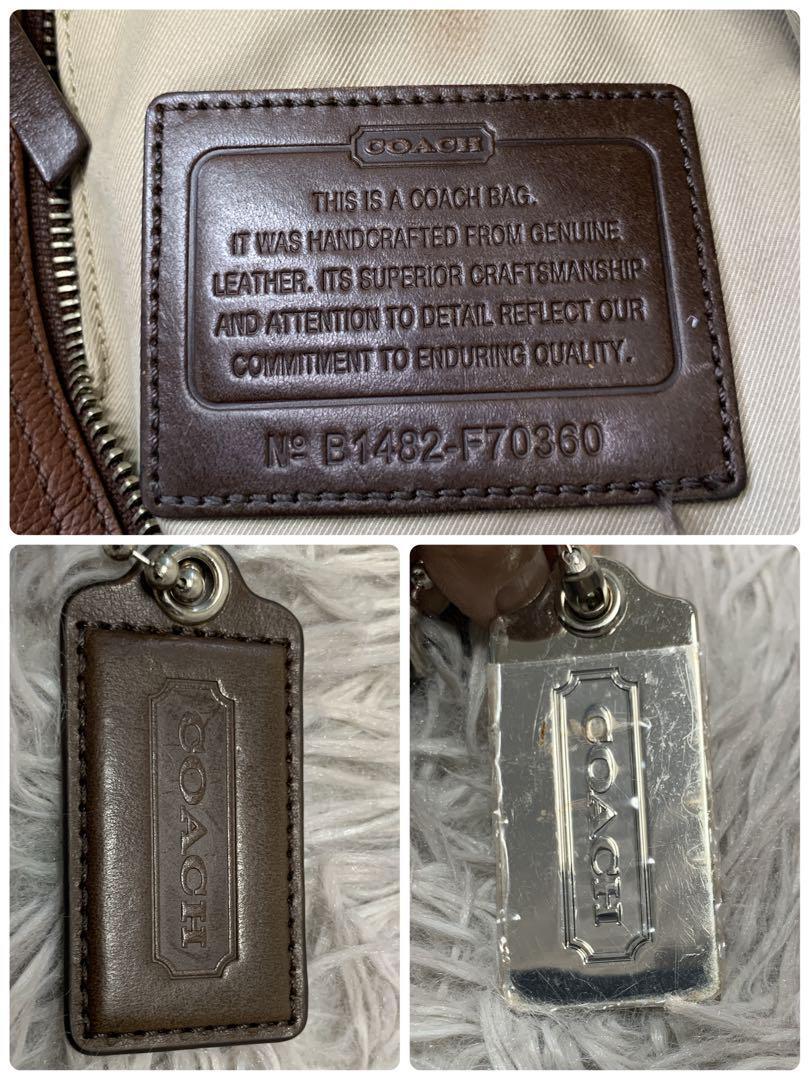 COACH
THIS IS A COACH BAG.
IT WAS HANDCRAFTED FROM GENUINE
LEATHER. ITS SUPERIOR CRAFTSMANSHIP
AND ATTENTION TO DETAIL REFLECT OUR
COMMITMENT TO ENDURING QUALITY.
Nº B1482-F70360
COACH
COACH